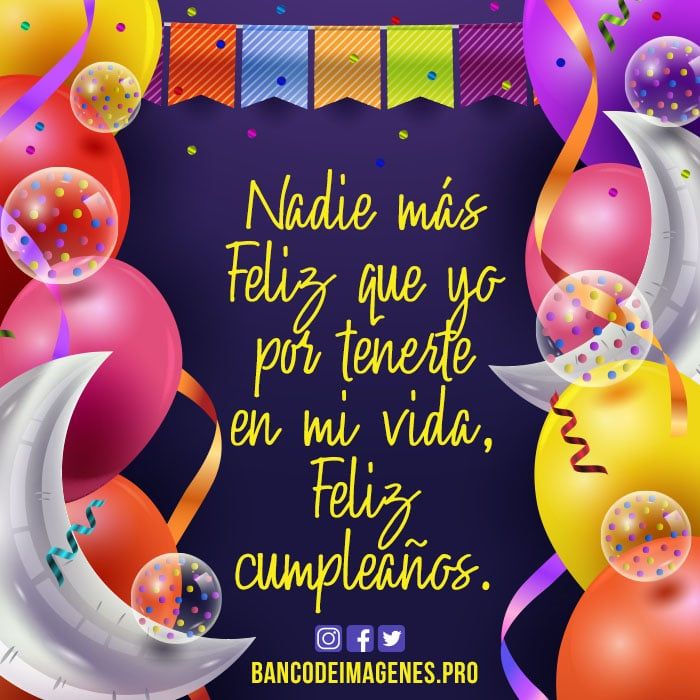 Nadie más
Feliz que yo
por tenerte
en mi vida,
Feliz
cumpleaños.
BANCODEIMAGENES.PRO